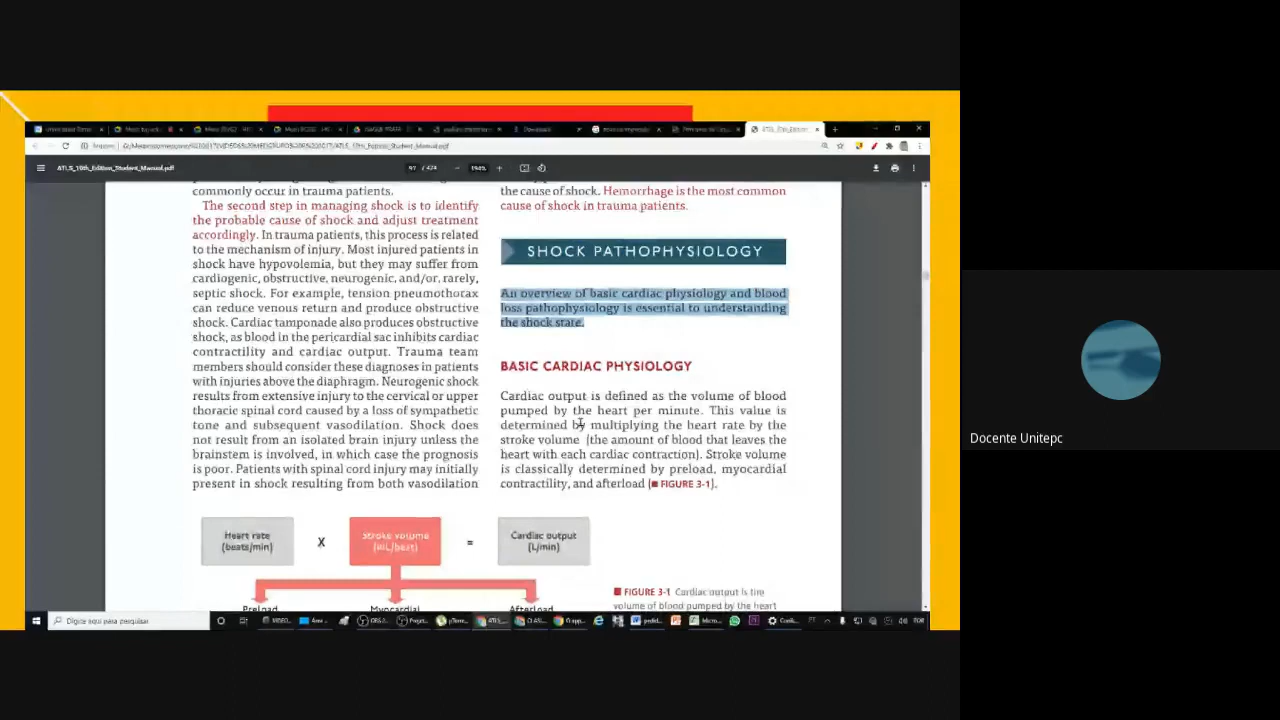 ATLS_10th_Edition_Student_Manual.pdf
97 / 424
194%
commonly occur in trauma patients.
The second step in managing shock is to identify
the probable cause of shock and adjust treatment
accordingly. In trauma patients, this process is related
to the mechanism of injury. Most injured patients in
shock have hypovolemia, but they may suffer from
cardiogenic, obstructive, neurogenic, and/or, rarely,
septic shock. For example, tension pneumothorax
can reduce venous return and produce obstructive
shock. Cardiac tamponade also produces obstructive
shock, as blood in the pericardial sac inhibits cardiac
contractility and cardiac output. Trauma team
members should consider these diagnoses in patients
with injuries above the diaphragm. Neurogenic shock
results from extensive injury to the cervical or upper
thoracic spinal cord caused by a loss of sympathetic
tone and subsequent vasodilation. Shock does
not result from an isolated brain injury unless the
brainstem is involved, in which case the prognosis
is poor. Patients with spinal cord injury may initially
present in shock resulting from both vasodilation
the cause of shock. Hemorrhage is the most common
cause of shock in trauma patients.
SHOCK PATHOPHYSIOLOGY
An overview of basic cardiac physiology and blood
loss pathophysiology is essential to understanding
the shock state.
BASIC CARDIAC PHYSIOLOGY
Cardiac output is defined as the volume of blood
pumped by the heart per minute. This value is
determined by multiplying the heart rate by the
stroke volume (the amount of blood that leaves the
heart with each cardiac contraction). Stroke volume
is classically determined by preload, myocardial
contractility, and afterload (■ FIGURE 3-1).
Heart rate
(beats/min)
X
Stroke volume
(mL/beat)
=
Cardiac output
(L/min)
Preload
Myocardial
Afterload
■ FIGURE 3-1 Cardiac output is the
volume of blood pumped by the heart
Digite aqui para pesquisar
Docente Unitepc